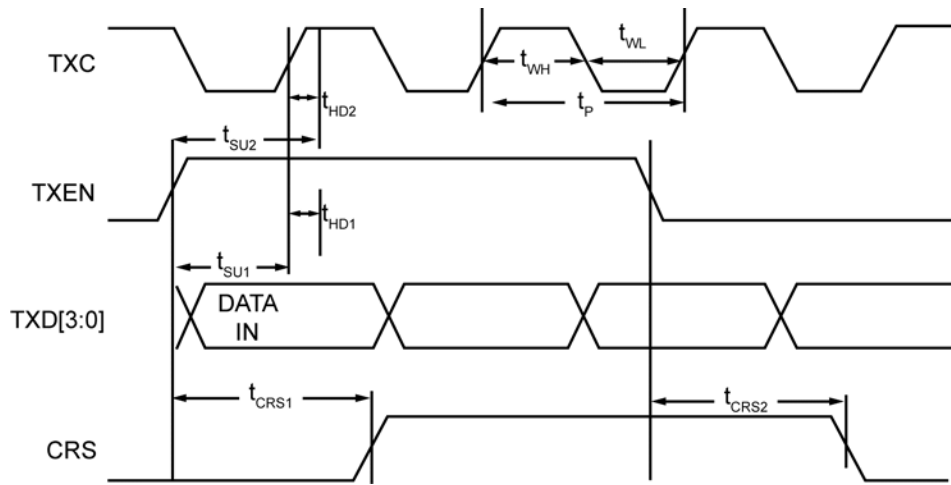 TXC
t_WH
t_WL
t_P
t_HD2
t_SU2
TXEN
t_HD1
t_SU1
TXD[3:0]
DATA
IN
t_CRS1
t_CRS2
CRS